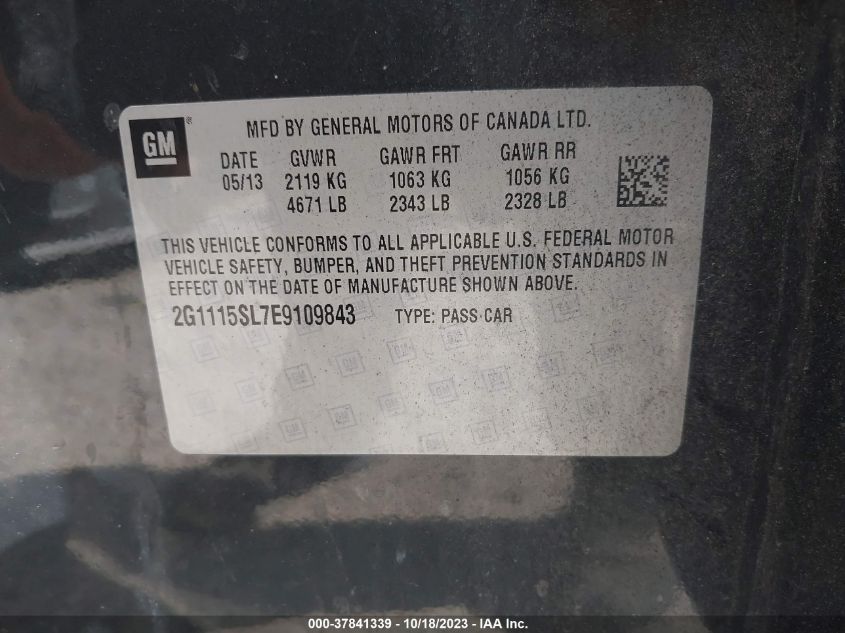 GM ®
MFD BY GENERAL MOTORS OF CANADA LTD.
DATE GVWR GAWR FRT GAWR RR
05/13 2119 KG 1063 KG 1056 KG
4671 LB 2343 LB 2328 LB
THIS VEHICLE CONFORMS TO ALL APPLICABLE U.S. FEDERAL MOTOR
VEHICLE SAFETY, BUMPER, AND THEFT PREVENTION STANDARDS IN
EFFECT ON THE DATE OF MANUFACTURE SHOWN ABOVE.
2G1115SL7E9109843 TYPE: PASS CAR
000-37841339 - 10/18/2023 - IAA Inc.